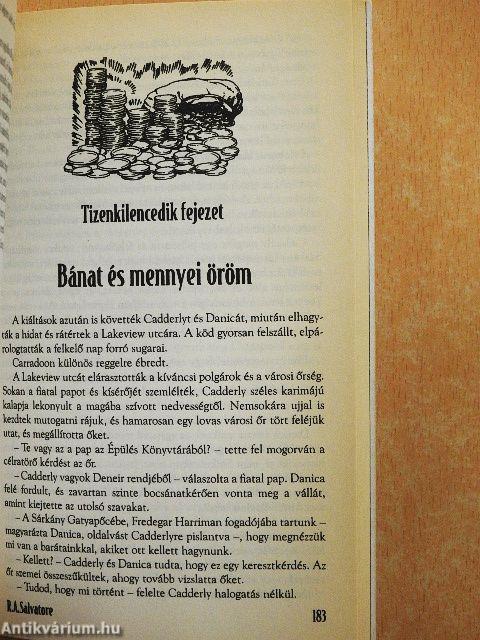 Tizenkilencedik fejezet
Bánat és mennyei öröm
A kiáltások azután is követték Cadderlyt és Danicát, miután elhagy-
ták a hidat és rátértek a Lakeview utcára. A köd gyorsan felszállt, elpá-
rologtatták a felkelő nap forró sugarai.
Carradoon különös reggelre ébredt.
A Lakeview utcát elárasztották a kíváncsi polgárok és a városi őrség.
Sokan a fiatal papot és kísérőjét szemlélték, Cadderly széles karimájú
kalapja lekonyult a magába szívott nedvességtől. Nemsokára ujjal is
kezdtek mutogatni rájuk, és hamarosan egy lovas városi őr tört feléjük
utat, és megállította őket.
– Te vagy az a pap az Épülés Könyvtárából? – tette fel mogorván a
célratörő kérdést az őr.
– Cadderly vagyok Deneir rendjéből – válaszolta a fiatal pap. Danica
felé fordult, és zavartan szinte bocsánatkérően vonta meg a vállát,
amint kiejtette az utolsó szavakat.
– A Sárkány Gatyapőcébe, Fredegar Harriman fogadójába tartunk –
magyarázta Danica, oldalvást Cadderlyre pislantva –, hogy megnézzük
mi van a barátainkkal, akiket ott kellett hagynunk.
– Kellett? – Cadderly és Danica tudta, hogy ez egy keresztkérdés. Az
őr szemei összeszűkültek, ahogy tovább vizslatta őket.
– Tudod, hogy mi történt – felelte Cadderly halogatás nélkül.
R.A.Salvatore
183
Antikvárium.hu